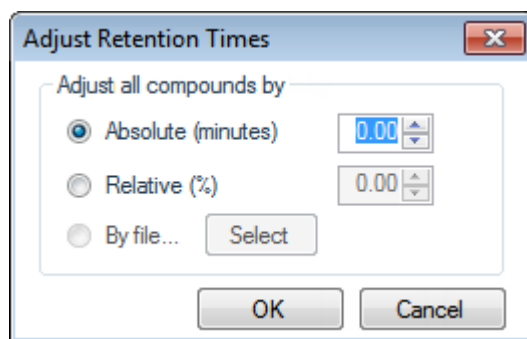 Adjust Retention Times
Adjust all compounds by
Absolute (minutes) 0.00
Relative (%) 0.00
By file... Select
OK Cancel